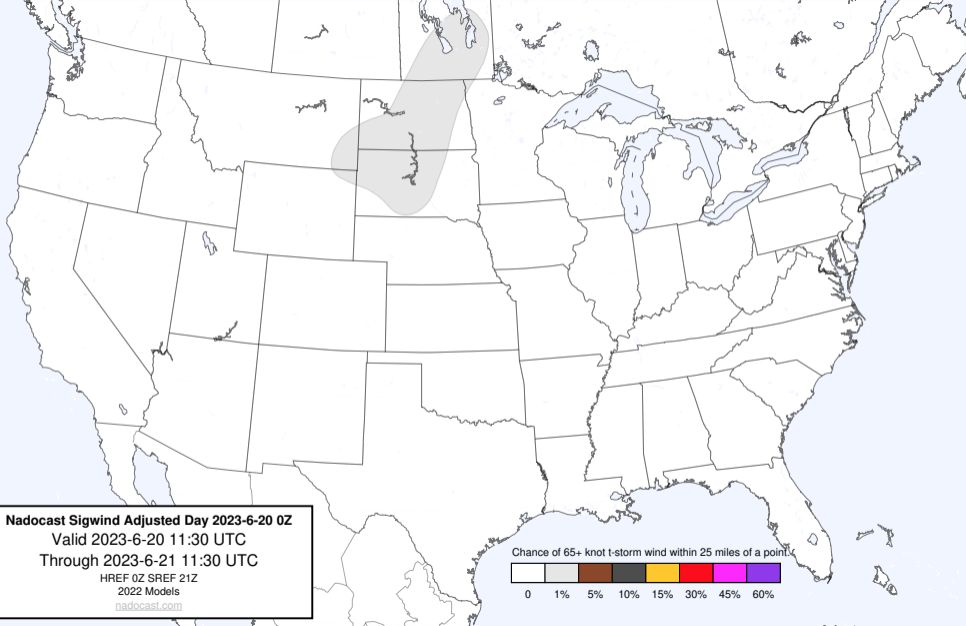 Nadocast Sigwind Adjusted Day 2023-6-20 0Z
Valid 2023-6-20 11:30 UTC
Through 2023-6-21 11:30 UTC
HREF 0Z SREF 21Z
2022 Models
nadocast.com
Chance of 65+ knot t-storm wind within 25 miles of a point.
0 1% 5% 10% 15% 30% 45% 60%